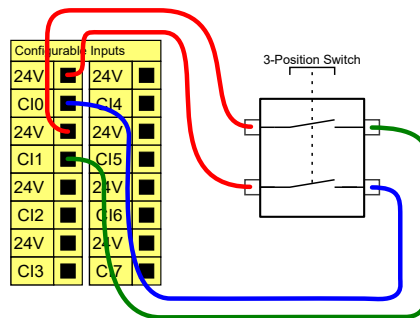 Configurable Inputs
3-Position Switch
24V 24V
CI0 CI4
24V 24V
CI1 CI5
24V 24V
CI2 CI6
24V 24V
CI3 CI7